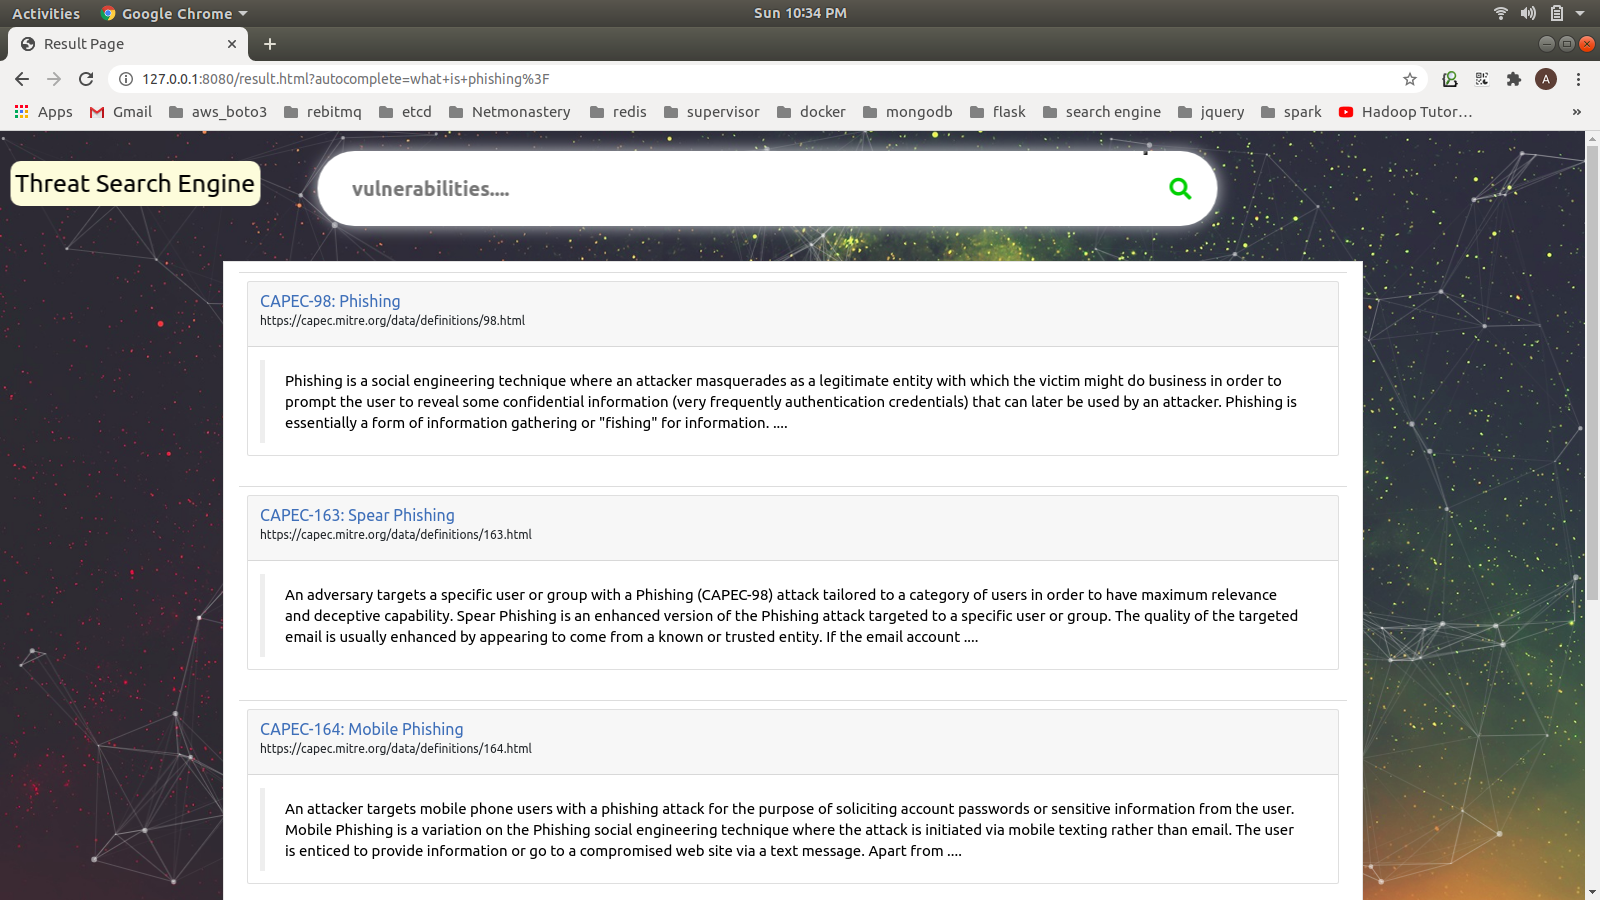 Activities Google Chrome Sun 10:34 PM
Result Page
127.0.0.1:8080/result.html?autocomplete=what+is+phishing%3F A
Apps Gmail aws_boto3 rebitmq etcd Netmonastery redis supervisor docker mongodb flask search engine jquery spark Hadoop Tutor… »
Threat Search Engine
vulnerabilities....
CAPEC-98: Phishing
https://capec.mitre.org/data/definitions/98.html
Phishing is a social engineering technique where an attacker masquerades as a legitimate entity with which the victim might do business in order to
prompt the user to reveal some confidential information (very frequently authentication credentials) that can later be used by an attacker. Phishing is
essentially a form of information gathering or "fishing" for information. ....
CAPEC-163: Spear Phishing
https://capec.mitre.org/data/definitions/163.html
An adversary targets a specific user or group with a Phishing (CAPEC-98) attack tailored to a category of users in order to have maximum relevance
and deceptive capability. Spear Phishing is an enhanced version of the Phishing attack targeted to a specific user or group. The quality of the targeted
email is usually enhanced by appearing to come from a known or trusted entity. If the email account ....
CAPEC-164: Mobile Phishing
https://capec.mitre.org/data/definitions/164.html
An attacker targets mobile phone users with a phishing attack for the purpose of soliciting account passwords or sensitive information from the user.
Mobile Phishing is a variation on the Phishing social engineering technique where the attack is initiated via mobile texting rather than email. The user
is enticed to provide information or go to a compromised web site via a text message. Apart from ....